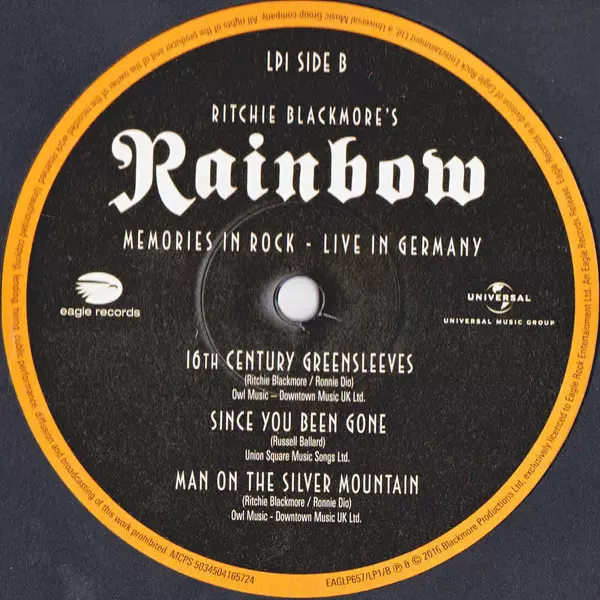 LP1 SIDE B
RITCHIE BLACKMORE'S
Rainbow
MEMORIES IN ROCK - LIVE IN GERMANY
eagle records
UNIVERSAL
UNIVERSAL MUSIC GROUP
16TH CENTURY GREENSLEEVES
(Ritchie Blackmore / Ronnie Dio)
Owl Music – Downtown Music UK Ltd.
SINCE YOU BEEN GONE
(Russell Ballard)
Union Square Music Songs Ltd.
MAN ON THE SILVER MOUNTAIN
(Ritchie Blackmore / Ronnie Dio)
Owl Music - Downtown Music UK Ltd.
EAGLP657/LP1/B ℗ & © 2016 Blackmore Productions Ltd, exclusively licenced to Eagle Rock Entertainment Ltd. An Eagle Records Release. Eagle Records is a division of Eagle Rock Entertainment Ltd, a Universal Music Group company. All rights of the producer and of the owner of the recorded work reserved. Unauthorised copying, lending, hiring, public performance, diffusion and broadcasting of this work prohibited. MCPS 5034504165724